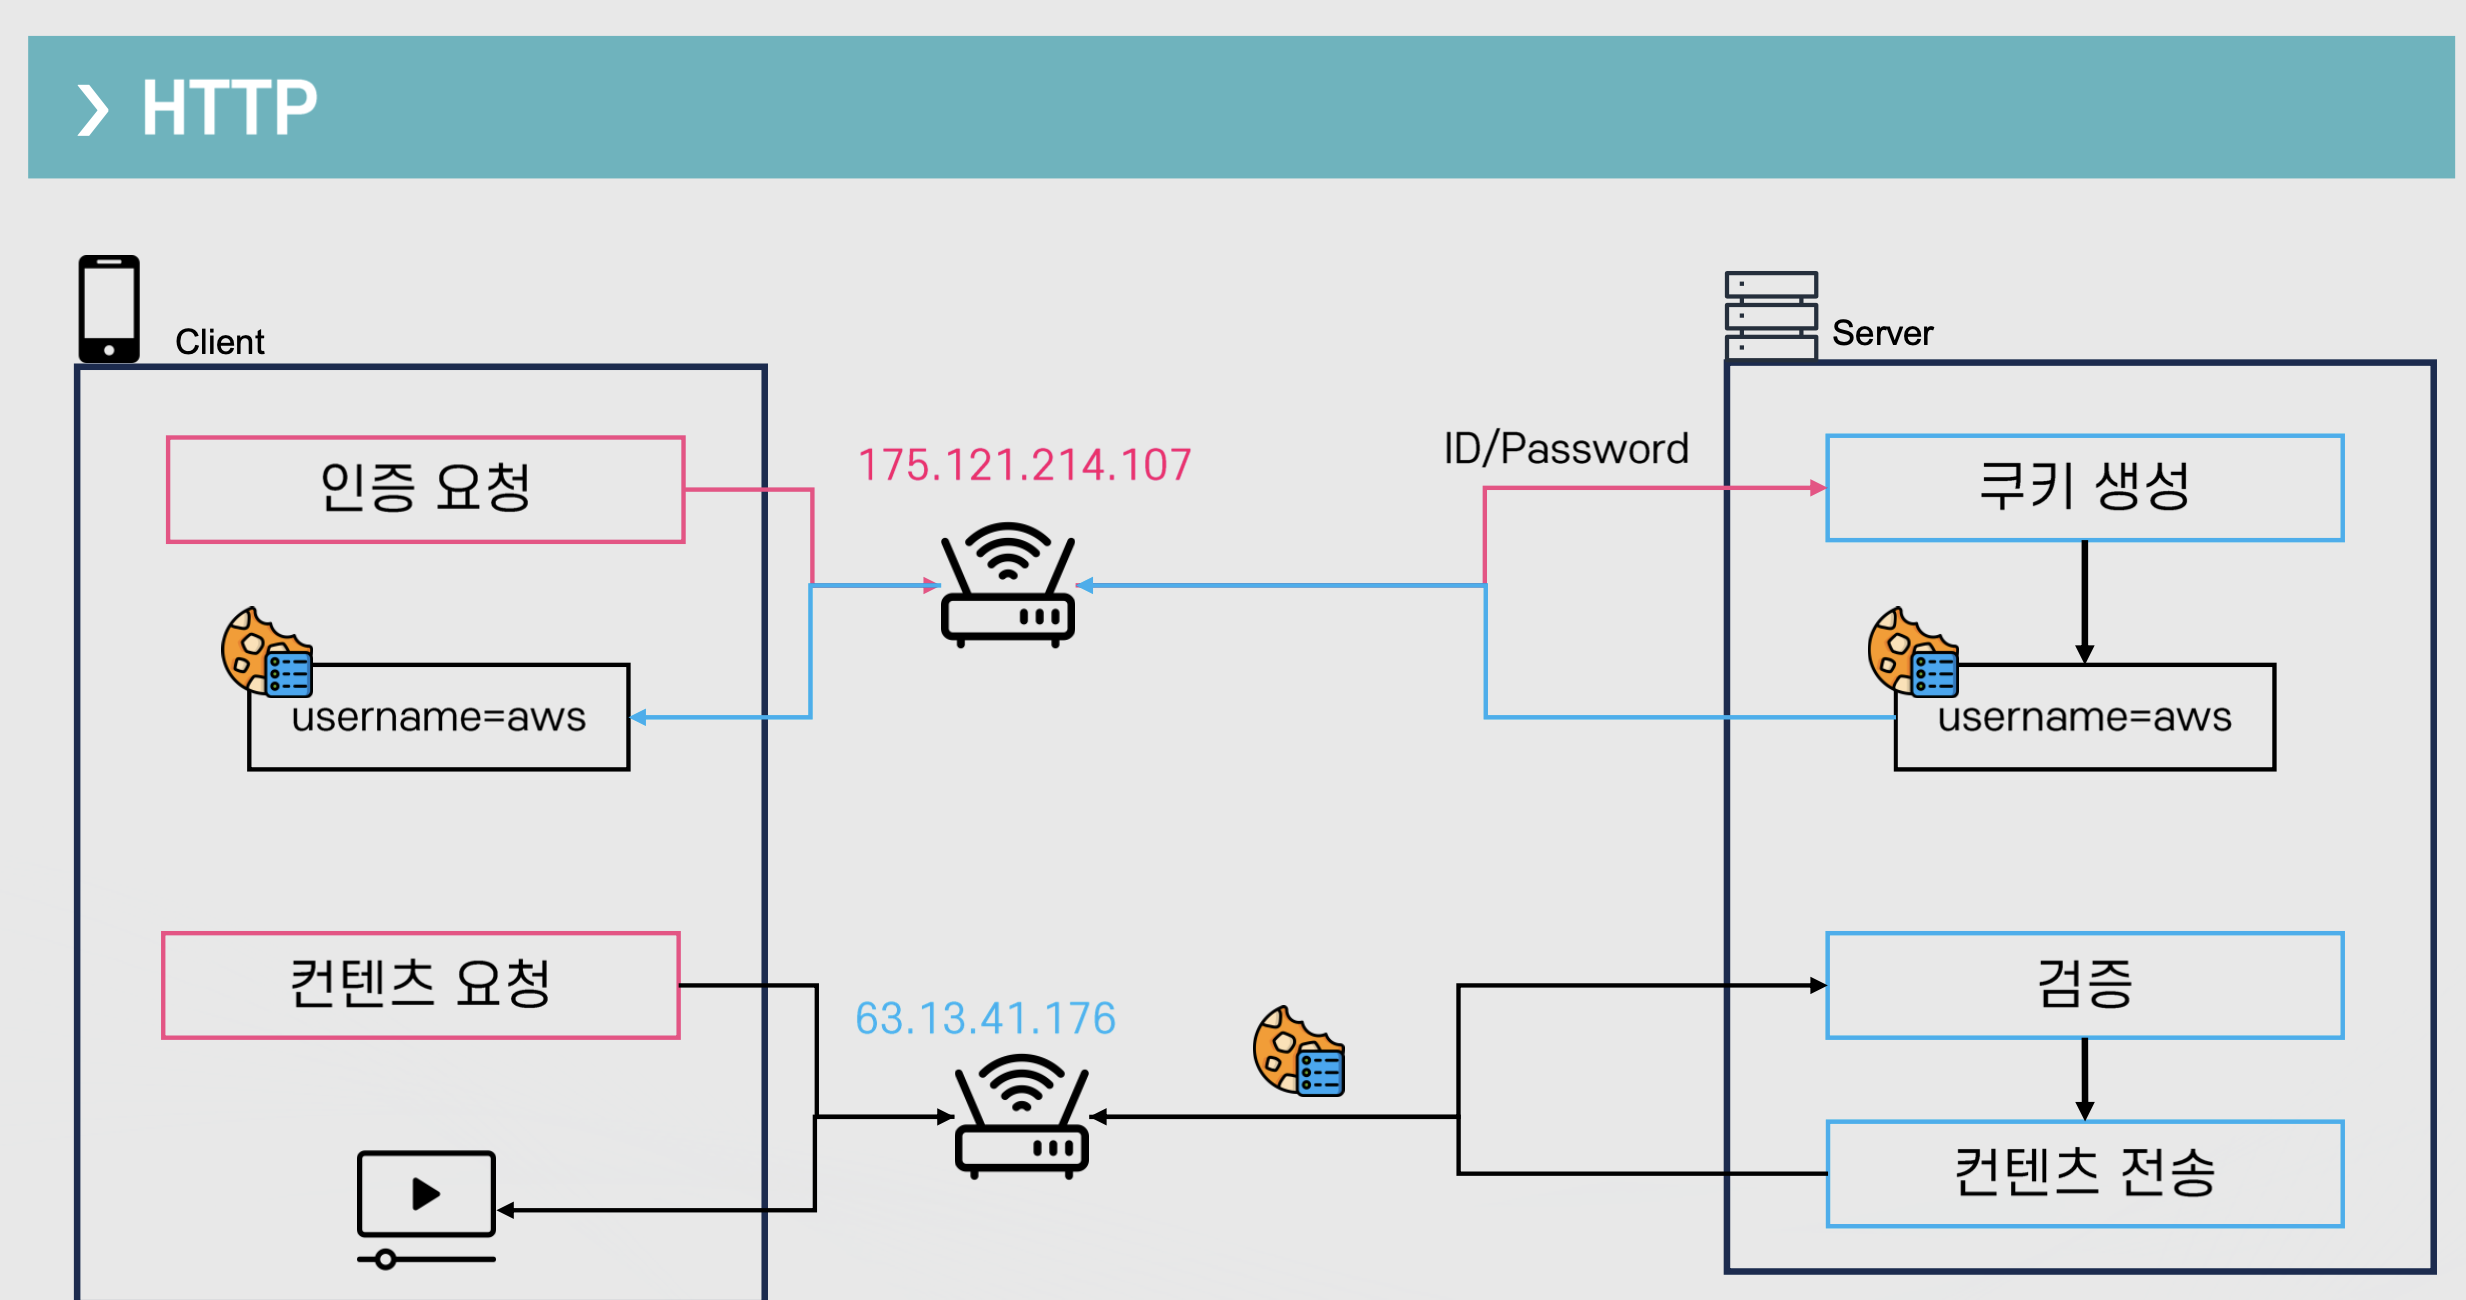 HTTP
Client
Server
인증 요청
175.121.214.107
ID/Password
쿠키 생성
username=aws
username=aws
컨텐츠 요청
63.13.41.176
검증
컨텐츠 전송